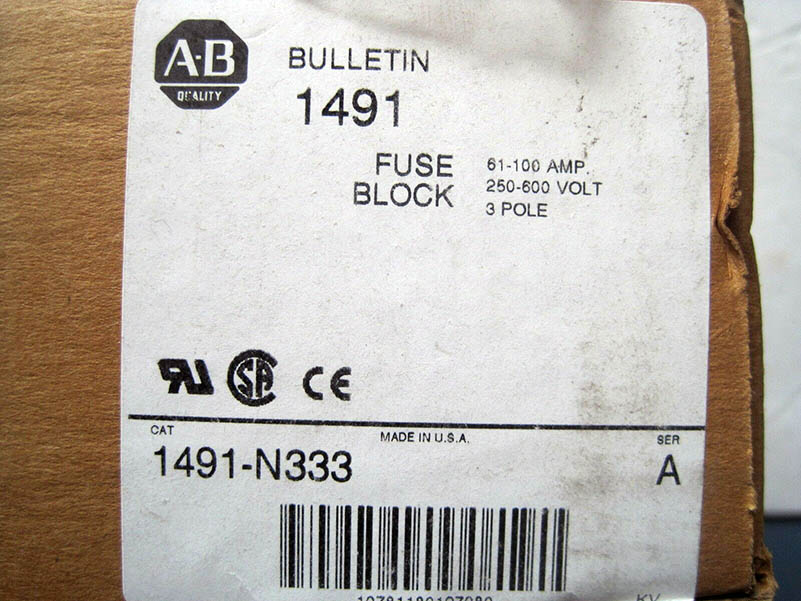 A-B
QUALITY
BULLETIN
1491
FUSE
BLOCK
61-100 AMP.
250-600 VOLT
3 POLE
CE
CAT
MADE IN U.S.A.
SER
1491-N333
A
KV